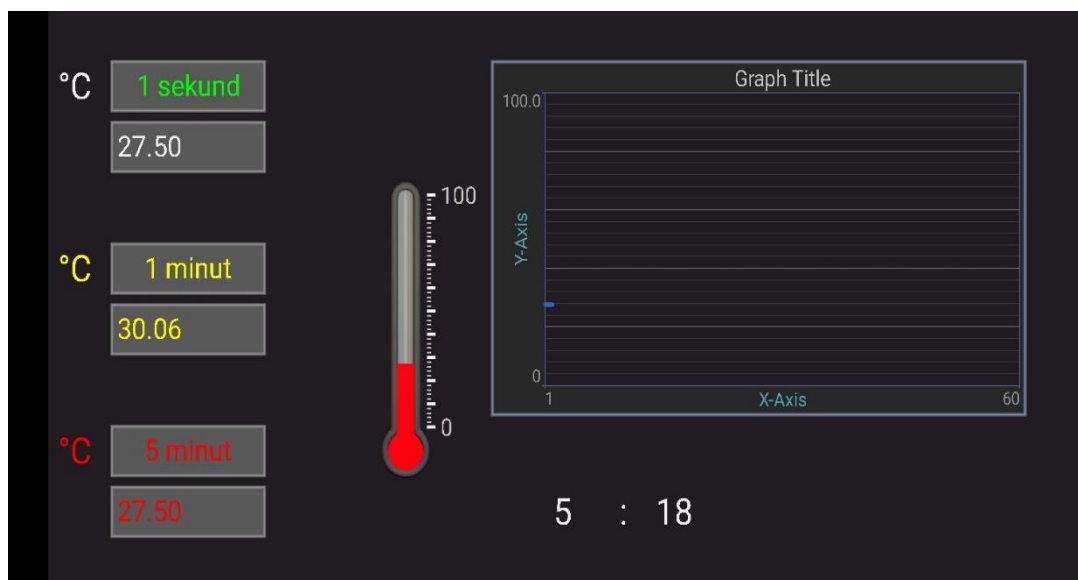 °C 1 sekund
27.50
°C 1 minut
30.06
°C 5 minut
27.50
100
0
Graph Title
100.0
Y-Axis
0
1 X-Axis 60
5 : 18